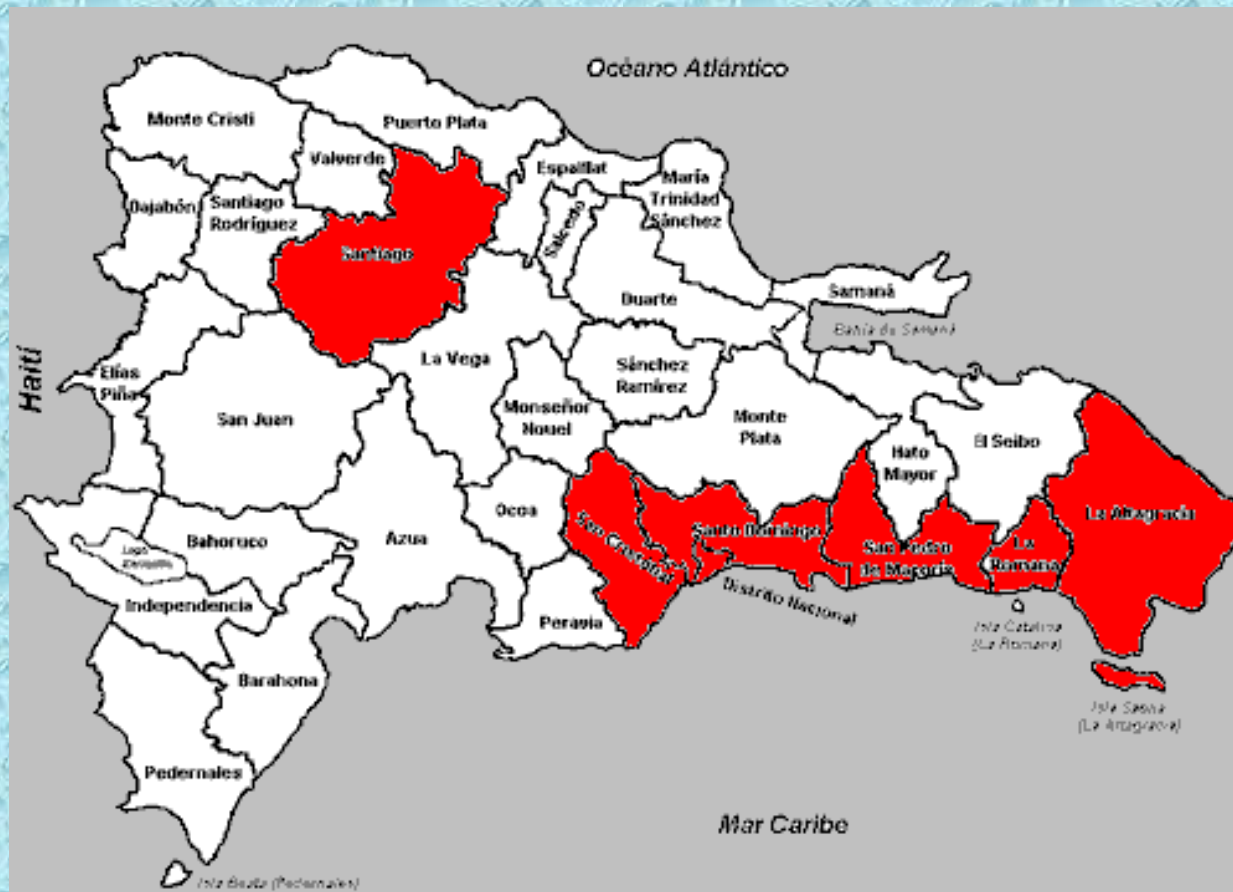 Océano Atlántico
Monte Cristi
Puerto Plata
Valverde
Espaillat
María
Trinidad
Sánchez
Dajabón
Santiago
Rodríguez
Salcedo
Santiago
Samaná
Duarte
Bahía de Samaná
Haití
Elías
Piña
La Vega
Sánchez
Ramírez
San Juan
Monseñor
Nouel
Monte
Plata
El Seibo
Hato
Mayor
Ocoa
La Altagracia
Azua
San Cristóbal
Santo Domingo
San Pedro
de Macorís
La
Romana
Bahoruco
Lago
Independencia
Distrito Nacional
Peravia
Isla Catalina
(La Romana)
Barahona
Isla Saona
(La Altagracia)
Pedernales
Mar Caribe
Isla Beata (Pedernales)